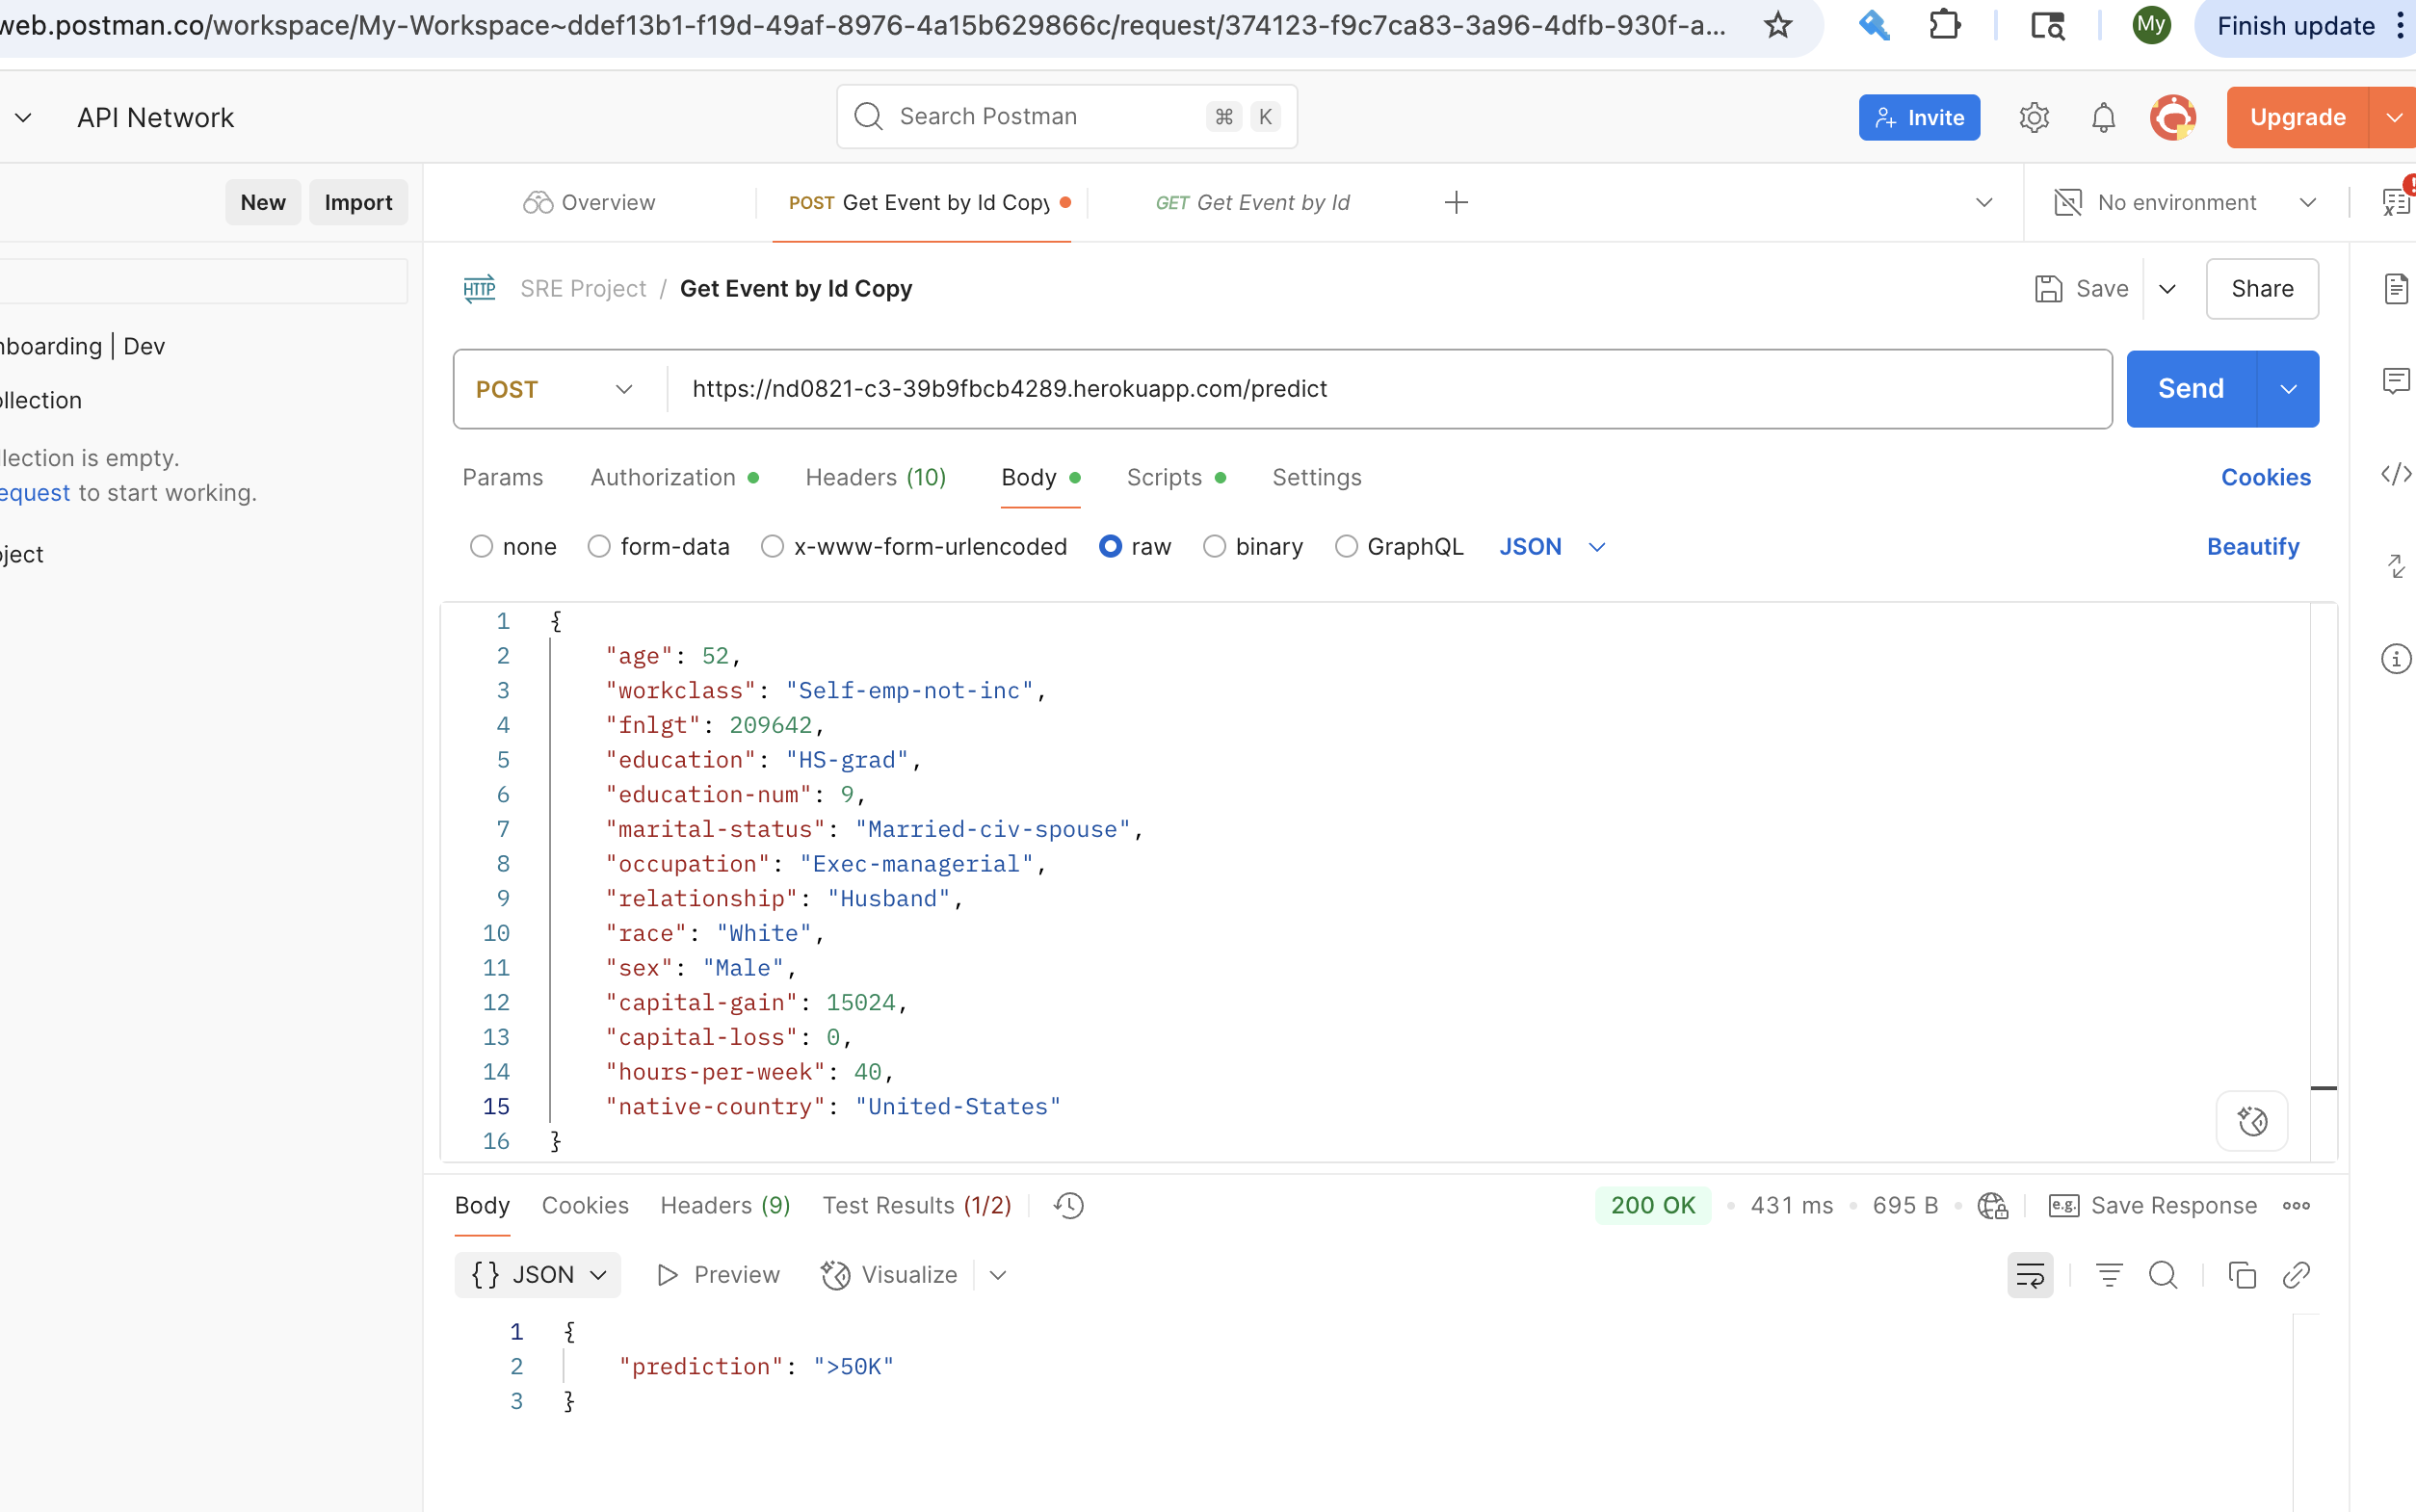 web.postman.co/workspace/My-Workspace~ddef13b1-f19d-49af-8976-4a15b629866c/request/374123-f9c7ca83-3a96-4dfb-930f-a...
My
Finish update
API Network
Search Postman
⌘ K
Invite
Upgrade
New
Import
Overview
POST Get Event by Id Copy
GET Get Event by Id
No environment
HTTP
SRE Project / Get Event by Id Copy
Save
Share
nboarding | Dev
ollection
llection is empty.
equest to start working.
oject
POST
https://nd0821-c3-39b9fbcb4289.herokuapp.com/predict
Send
Params
Authorization
Headers (10)
Body
Scripts
Settings
Cookies
none
form-data
x-www-form-urlencoded
raw
binary
GraphQL
JSON
Beautify
1 {
2 "age": 52,
3 "workclass": "Self-emp-not-inc",
4 "fnlgt": 209642,
5 "education": "HS-grad",
6 "education-num": 9,
7 "marital-status": "Married-civ-spouse",
8 "occupation": "Exec-managerial",
9 "relationship": "Husband",
10 "race": "White",
11 "sex": "Male",
12 "capital-gain": 15024,
13 "capital-loss": 0,
14 "hours-per-week": 40,
15 "native-country": "United-States"
16 }
Body
Cookies
Headers (9)
Test Results (1/2)
200 OK
431 ms
695 B
e.g.
Save Response
{} JSON
Preview
Visualize
1 {
2 "prediction": ">50K"
3 }